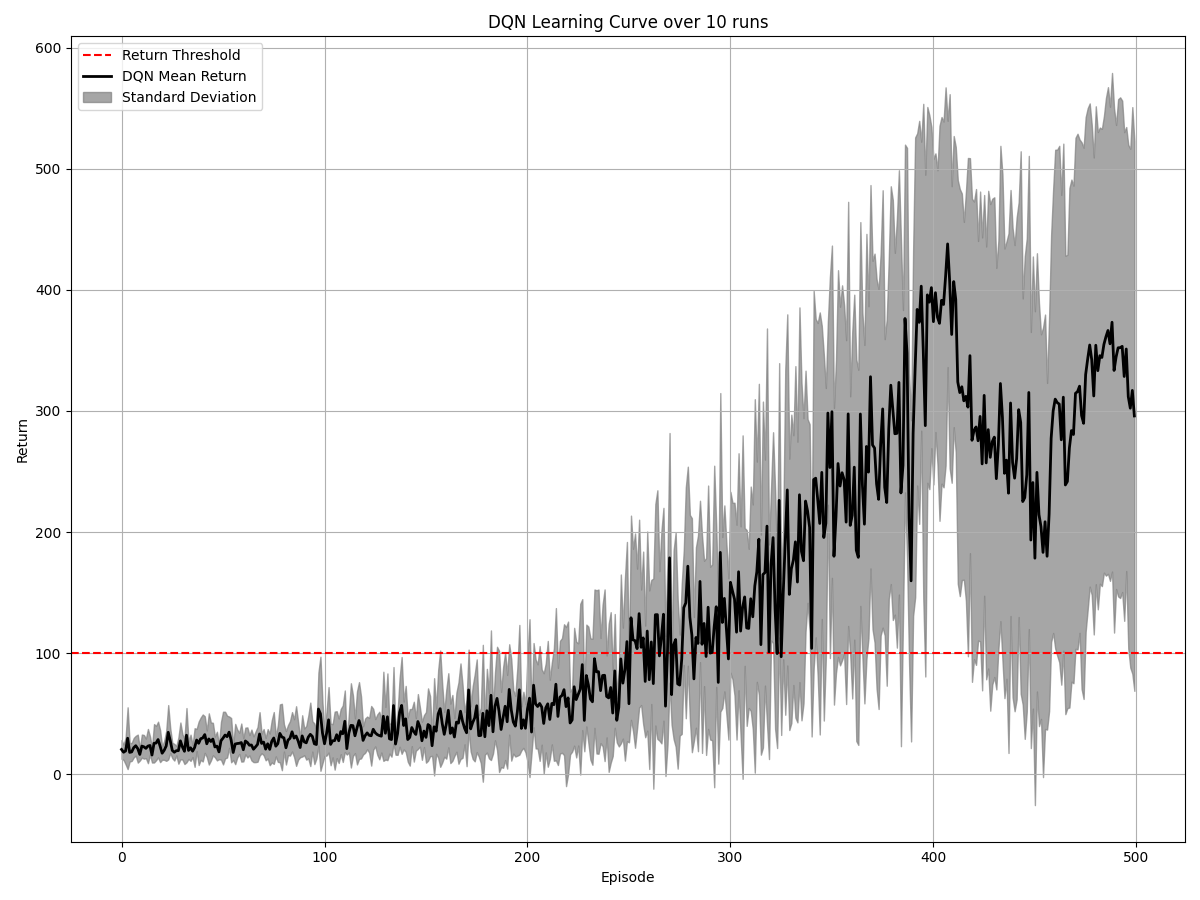 DQN Learning Curve over 10 runs
Return Threshold
DQN Mean Return
Standard Deviation
600
500
400
300
200
100
0
Return
0 100 200 300 400 500
Episode